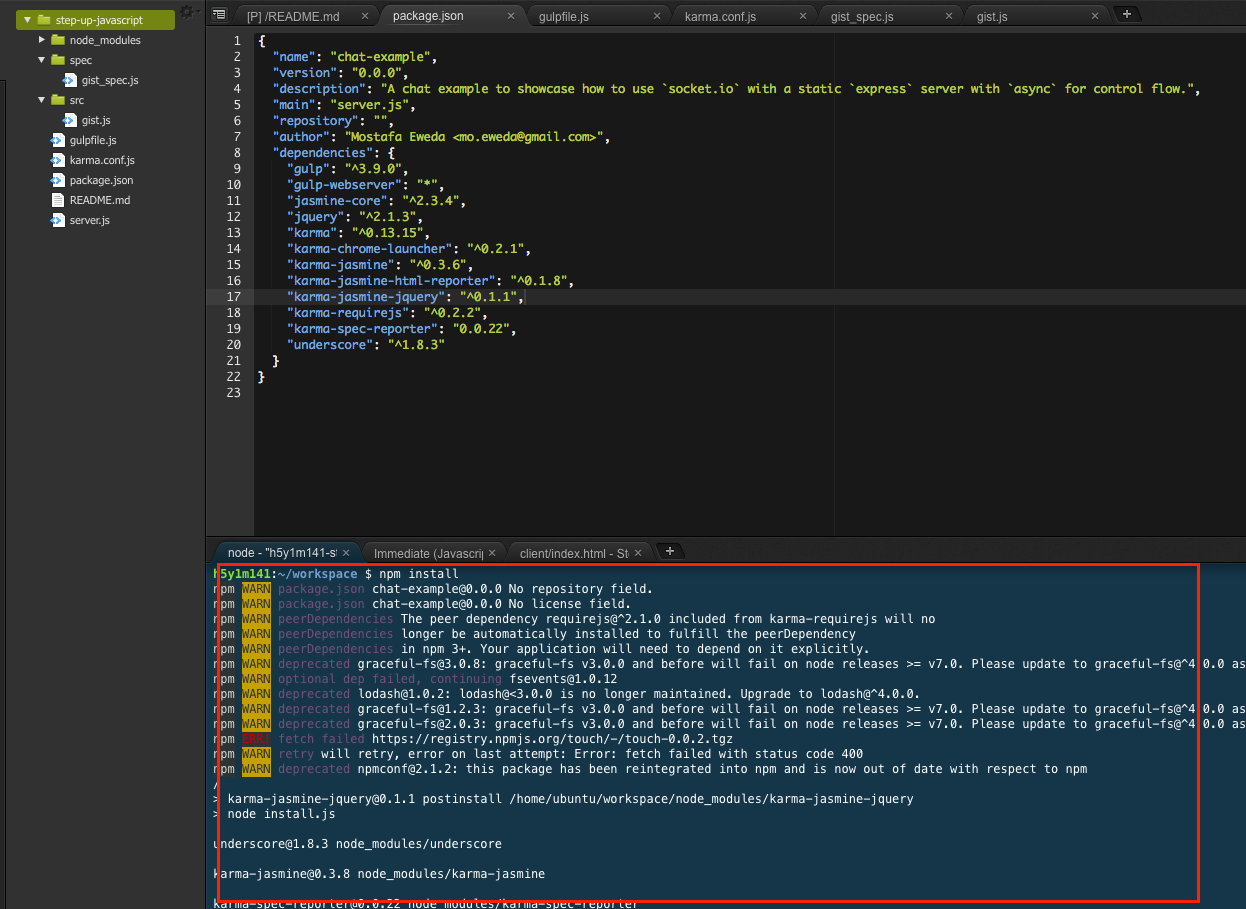 step-up-javascript
node_modules
spec
gist_spec.js
src
gist.js
gulpfile.js
karma.conf.js
package.json
README.md
server.js
[P] /README.md
package.json
gulpfile.js
karma.conf.js
gist_spec.js
gist.js
1 {
2 "name": "chat-example",
3 "version": "0.0.0",
4 "description": "A chat example to showcase how to use `socket.io` with a static `express` server with `async` for control flow.",
5 "main": "server.js",
6 "repository": "",
7 "author": "Mostafa Eweda <mo.eweda@gmail.com>",
8 "dependencies": {
9 "gulp": "^3.9.0",
10 "gulp-webserver": "*",
11 "jasmine-core": "^2.3.4",
12 "jquery": "^2.1.3",
13 "karma": "^0.13.15",
14 "karma-chrome-launcher": "^0.2.1",
15 "karma-jasmine": "^0.3.6",
16 "karma-jasmine-html-reporter": "^0.1.8",
17 "karma-jasmine-jquery": "^0.1.1",
18 "karma-requirejs": "^0.2.2",
19 "karma-spec-reporter": "0.0.22",
20 "underscore": "^1.8.3"
21 }
22 }
23
node - "h5y1m141-st
Immediate (Javascrip
client/index.html - St
h5y1m141:~/workspace $ npm install
npm WARN package.json chat-example@0.0.0 No repository field.
npm WARN package.json chat-example@0.0.0 No license field.
npm WARN peerDependencies The peer dependency requirejs@^2.1.0 included from karma-requirejs will no
npm WARN peerDependencies longer be automatically installed to fulfill the peerDependency
npm WARN peerDependencies in npm 3+. Your application will need to depend on it explicitly.
npm WARN deprecated graceful-fs@3.0.8: graceful-fs v3.0.0 and before will fail on node releases >= v7.0. Please update to graceful-fs@^4.0.0 as
npm WARN optional dep failed, continuing fsevents@1.0.12
npm WARN deprecated lodash@1.0.2: lodash@<3.0.0 is no longer maintained. Upgrade to lodash@^4.0.0.
npm WARN deprecated graceful-fs@1.2.3: graceful-fs v3.0.0 and before will fail on node releases >= v7.0. Please update to graceful-fs@^4.0.0 as
npm WARN deprecated graceful-fs@2.0.3: graceful-fs v3.0.0 and before will fail on node releases >= v7.0. Please update to graceful-fs@^4.0.0 as
npm ERR! fetch failed https://registry.npmjs.org/touch/-/touch-0.0.2.tgz
npm WARN retry will retry, error on last attempt: Error: fetch failed with status code 400
npm WARN deprecated npmconf@2.1.2: this package has been reintegrated into npm and is now out of date with respect to npm
/
> karma-jasmine-jquery@0.1.1 postinstall /home/ubuntu/workspace/node_modules/karma-jasmine-jquery
> node install.js
underscore@1.8.3 node_modules/underscore
karma-jasmine@0.3.8 node_modules/karma-jasmine
karma-spec-reporter@0.0.22 node_modules/karma-spec-reporter